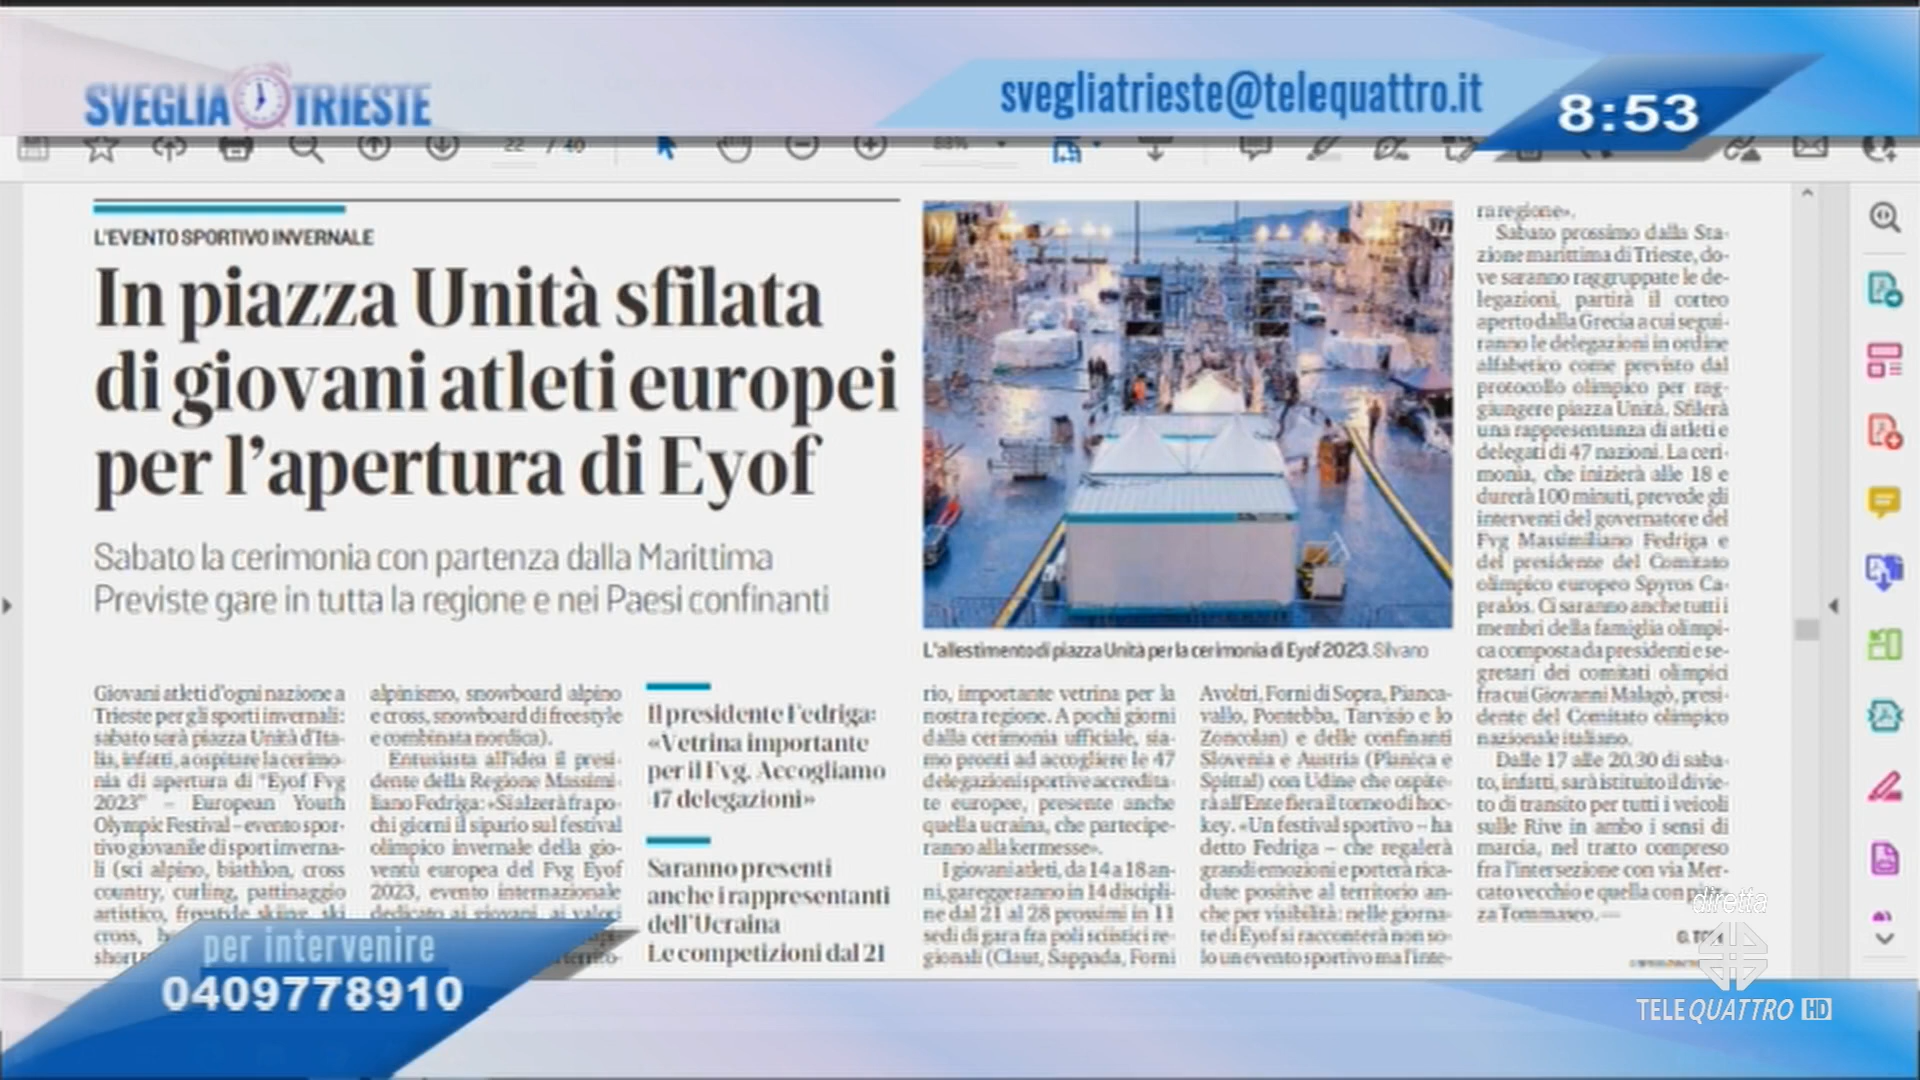 SVEGLIA TRIESTE
svegliatrieste@telequattro.it
8:53
22 / 40
L'EVENTO SPORTIVO INVERNALE
In piazza Unità sfilata
di giovani atleti europei
per l'apertura di Eyof
Sabato la cerimonia con partenza dalla Marittima
Previste gare in tutta la regione e nei Paesi confinanti
Giovani atleti d'ogni nazione a
Trieste per gli sporti invernali:
sabato sarà piazza Unità d'Ita-
lia, infatti, a ospitare la cerimo-
nia di apertura di "Eyof Fvg
2023" – European Youth
Olympic Festival – evento spor-
tivo giovanile di sport inverna-
li (sci alpino, biathlon, cross
country, curling, pattinaggio
artistico, freestyle skiing, ski
cross,
short
alpinismo, snowboard alpino
e cross, snowboard di freestyle
e combinata nordica).
Entusiasta all'idea il presi-
dente della Regione Massimi-
liano Fedriga: «Si alzerà fra po-
chi giorni il sipario sul festival
olimpico invernale della gio-
ventù europea del Fvg Eyof
2023, evento internazionale
dedicato ai giovani, ai valori
Il presidente Fedriga:
«Vetrina importante
per il Fvg. Accogliamo
47 delegazioni»
Saranno presenti
anche i rappresentanti
dell'Ucraina
Le competizioni dal 21
L'allestimento di piazza Unità per la cerimonia di Eyof 2023. Silvano
rio, importante vetrina per la
nostra regione. A pochi giorni
dalla cerimonia ufficiale, sia-
mo pronti ad accogliere le 47
delegazioni sportive accredita-
te europee, presente anche
quella ucraina, che partecipe-
ranno alla kermesse».
I giovani atleti, da 14 a 18 an-
ni, gareggeranno in 14 discipli-
ne dal 21 al 28 prossimi in 11
sedi di gara fra poli sciistici re-
gionali (Claut, Sappada, Forni
Avoltri, Forni di Sopra, Pianca-
vallo, Pontebba, Tarvisio e lo
Zoncolan) e delle confinanti
Slovenia e Austria (Planica e
Spittal) con Udine che ospite-
rà all'Ente fiera il torneo di hoc-
key. «Un festival sportivo – ha
detto Fedriga – che regalerà
grandi emozioni e porterà rica-
dute positive al territorio an-
che per visibilità: nelle giorna-
te di Eyof si racconterà non so-
lo un evento sportivo ma l'inte-
ra regione».
Sabato prossimo dalla Sta-
zione marittima di Trieste, do-
ve saranno raggruppate le de-
legazioni, partirà il corteo
aperto dalla Grecia a cui segui-
ranno le delegazioni in ordine
alfabetico come previsto dal
protocollo olimpico per rag-
giungere piazza Unità. Sfilerà
una rappresentanza di atleti e
delegati di 47 nazioni. La ceri-
monia, che inizierà alle 18 e
durerà 100 minuti, prevede gli
interventi del governatore del
Fvg Massimiliano Fedriga e
del presidente del Comitato
olimpico europeo Spyros Ca-
pralos. Ci saranno anche tutti i
membri della famiglia olimpi-
ca composta da presidenti e se-
gretari dei comitati olimpici
fra cui Giovanni Malagò, presi-
dente del Comitato olimpico
nazionale italiano.
Dalle 17 alle 20.30 di saba-
to, infatti, sarà istituito il divie-
to di transito per tutti i veicoli
sulle Rive in ambo i sensi di
marcia, nel tratto compreso
fra l'intersezione con via Mer-
cato vecchio e quella con piaz-
za Tommaseo. —
per intervenire
0409778910
diretta
TELEQUATTRO HD